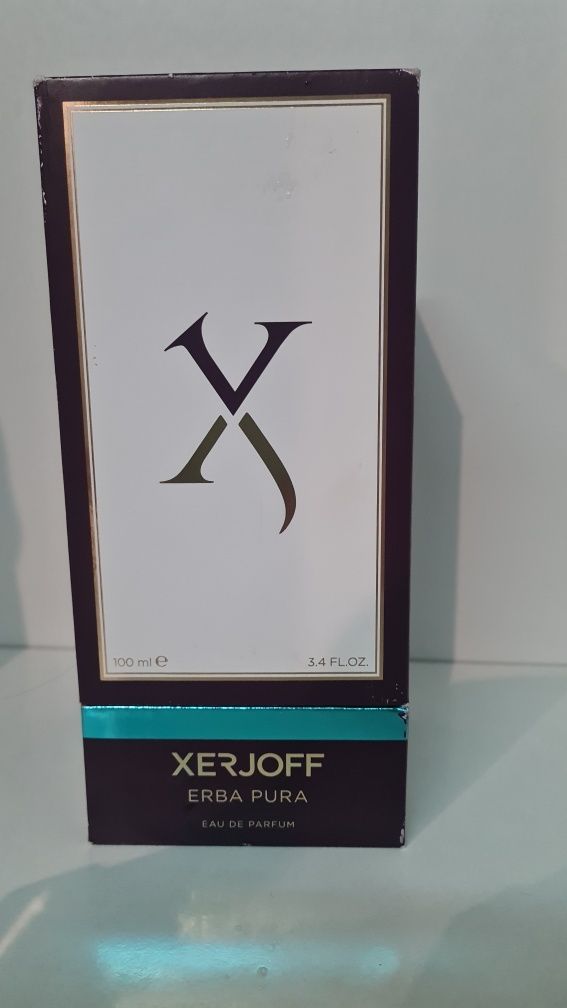 X
100 ml ℮
3.4 FL.OZ.
XERJOFF
ERBA PURA
EAU DE PARFUM